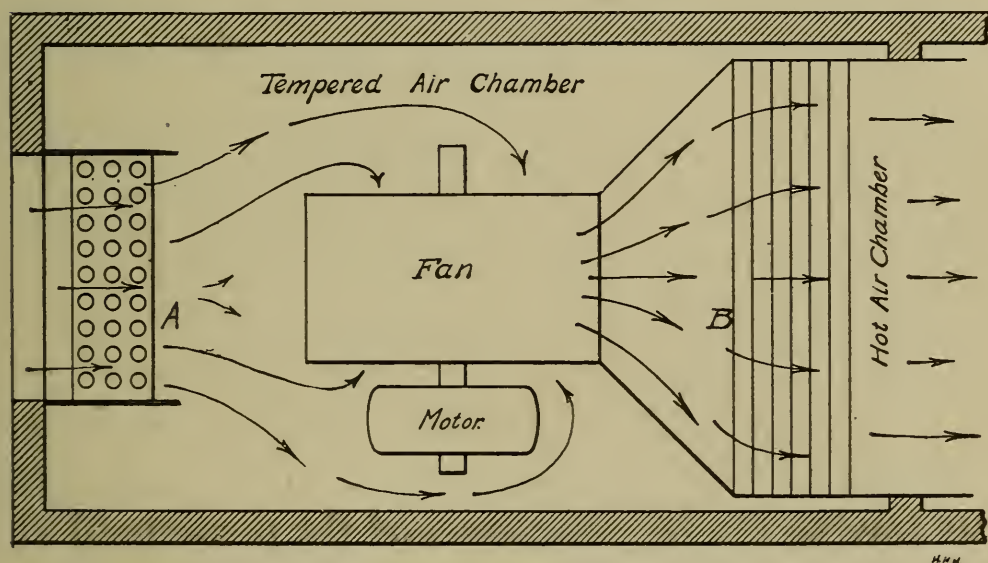 Tempered Air Chamber
Fan
A
B
Hot Air Chamber
Motor.
H.H.H.